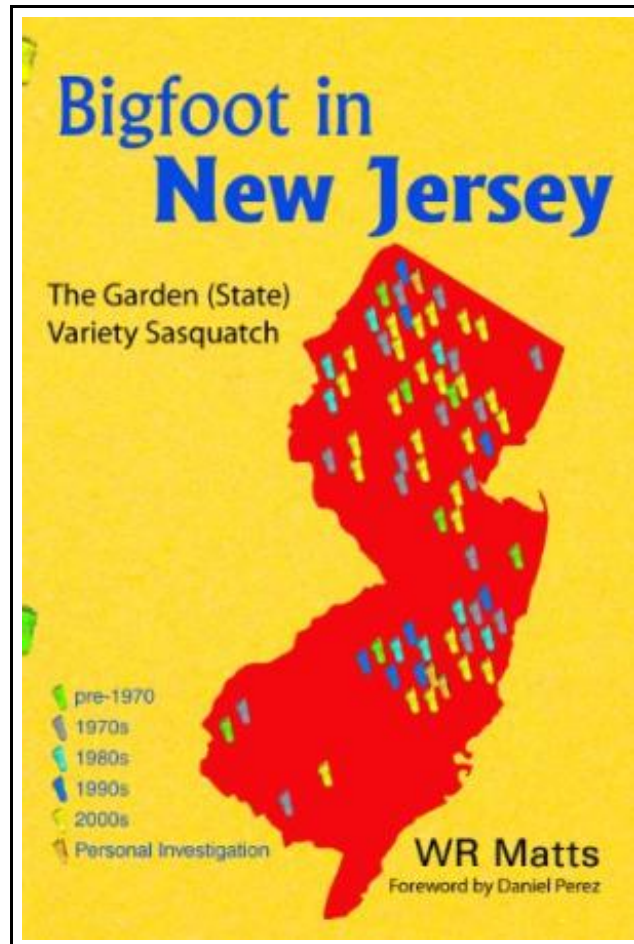 Bigfoot in
New Jersey
The Garden (State)
Variety Sasquatch
pre-1970
1970s
1980s
1990s
2000s
Personal Investigation
WR Matts
Foreword by Daniel Perez